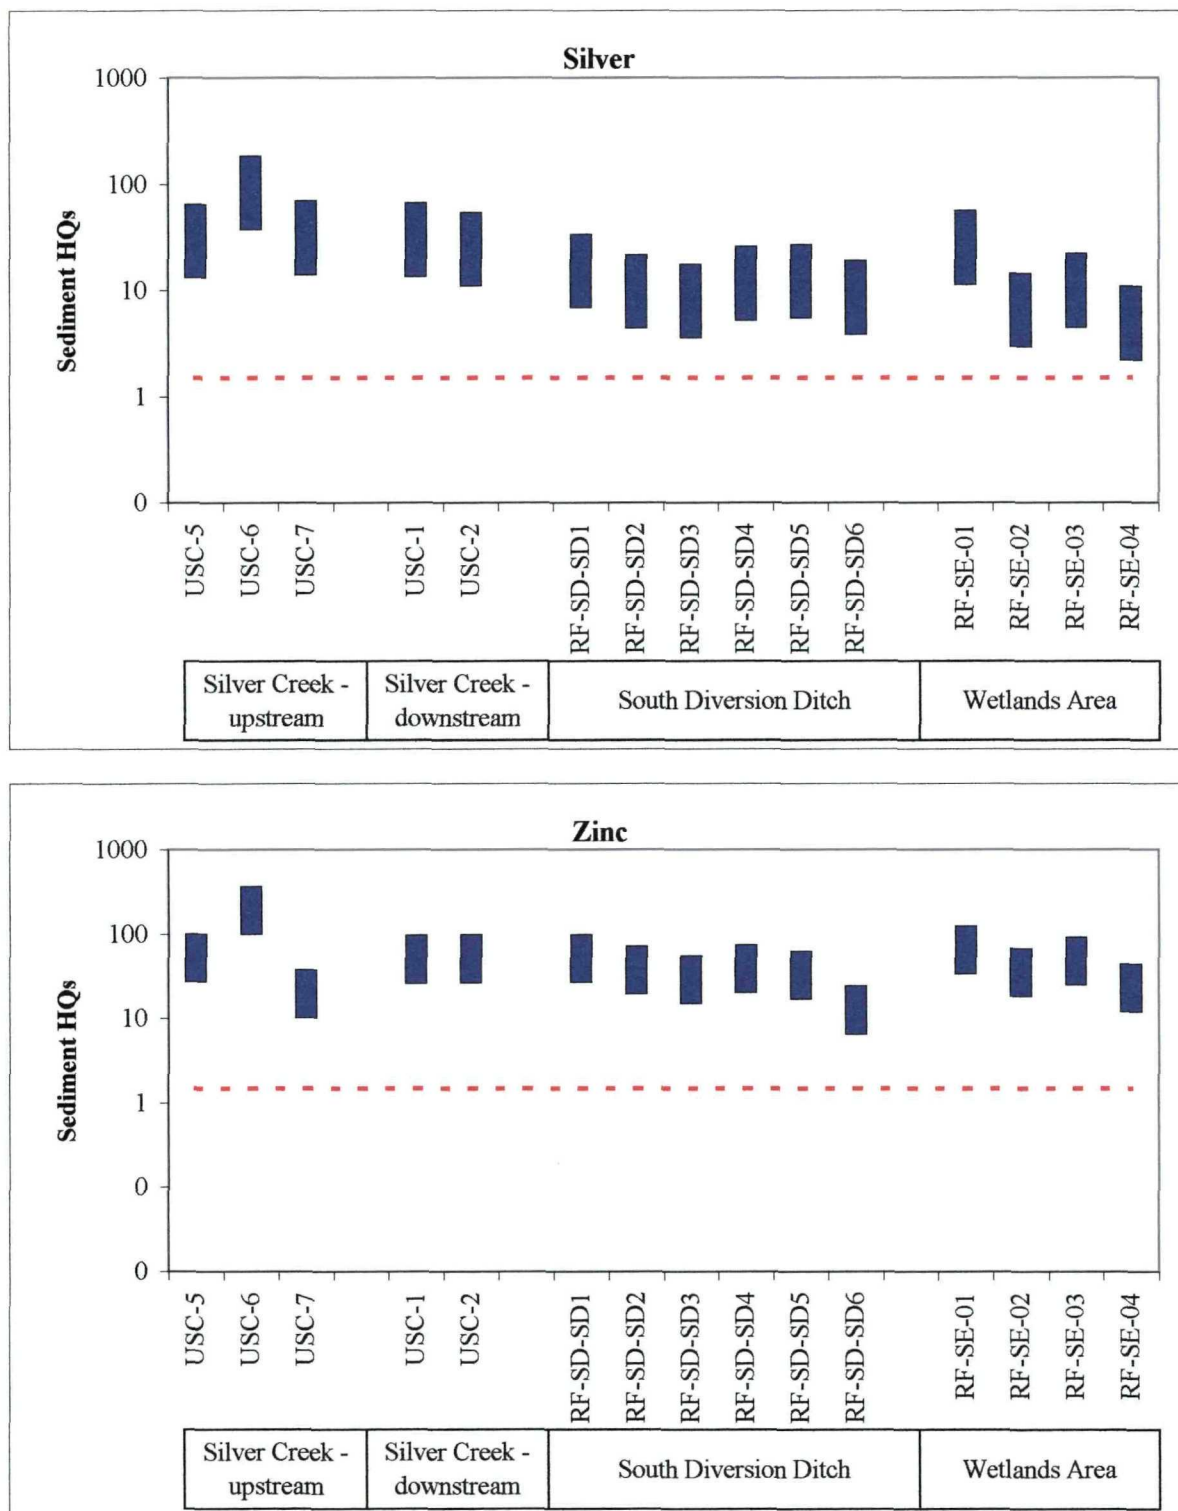 Silver
1000
100
10
1
0
Sediment HQs
USC-5
USC-6
USC-7
USC-1
USC-2
RF-SD-SD1
RF-SD-SD2
RF-SD-SD3
RF-SD-SD4
RF-SD-SD5
RF-SD-SD6
RF-SE-01
RF-SE-02
RF-SE-03
RF-SE-04
Silver Creek -
upstream
Silver Creek -
downstream
South Diversion Ditch
Wetlands Area
Zinc
1000
100
10
1
0
0
Sediment HQs
USC-5
USC-6
USC-7
USC-1
USC-2
RF-SD-SD1
RF-SD-SD2
RF-SD-SD3
RF-SD-SD4
RF-SD-SD5
RF-SD-SD6
RF-SE-01
RF-SE-02
RF-SE-03
RF-SE-04
Silver Creek -
upstream
Silver Creek -
downstream
South Diversion Ditch
Wetlands Area